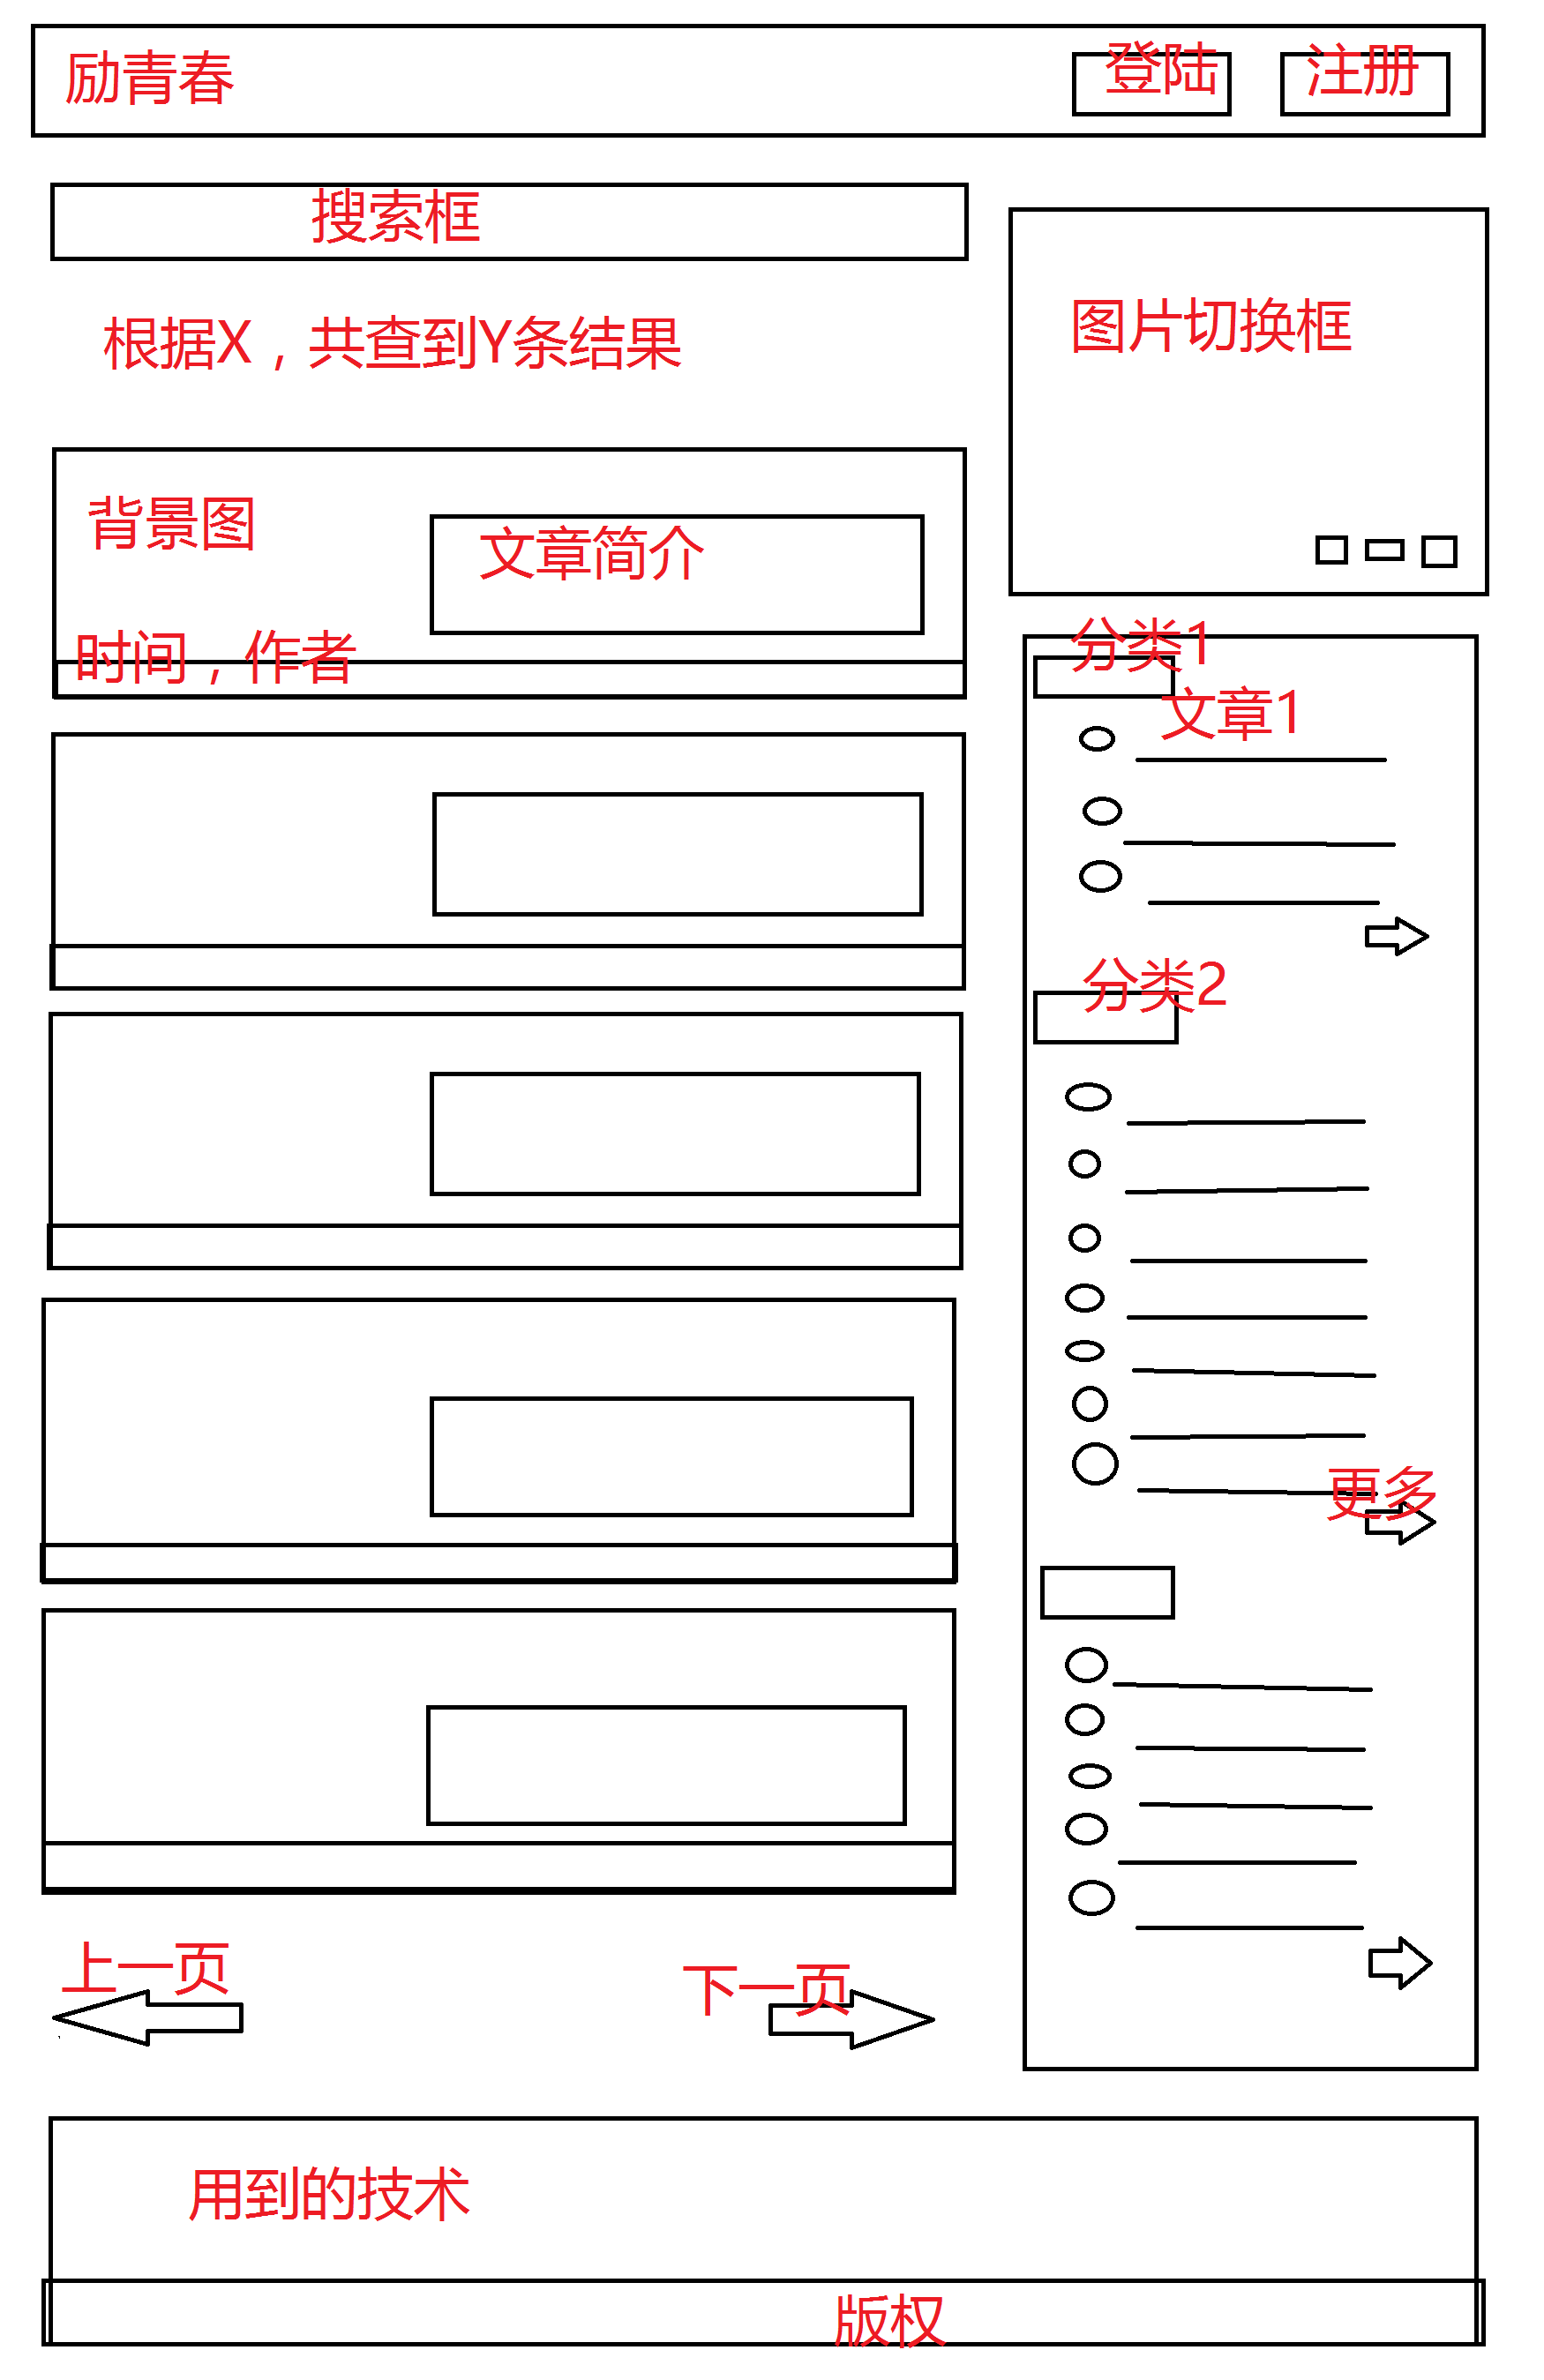 励青春
登陆
注册
搜索框
根据X，共查到Y条结果
图片切换框
背景图
文章简介
时间，作者
分类1
文章1
分类2
更多
上一页
下一页
用到的技术
版权